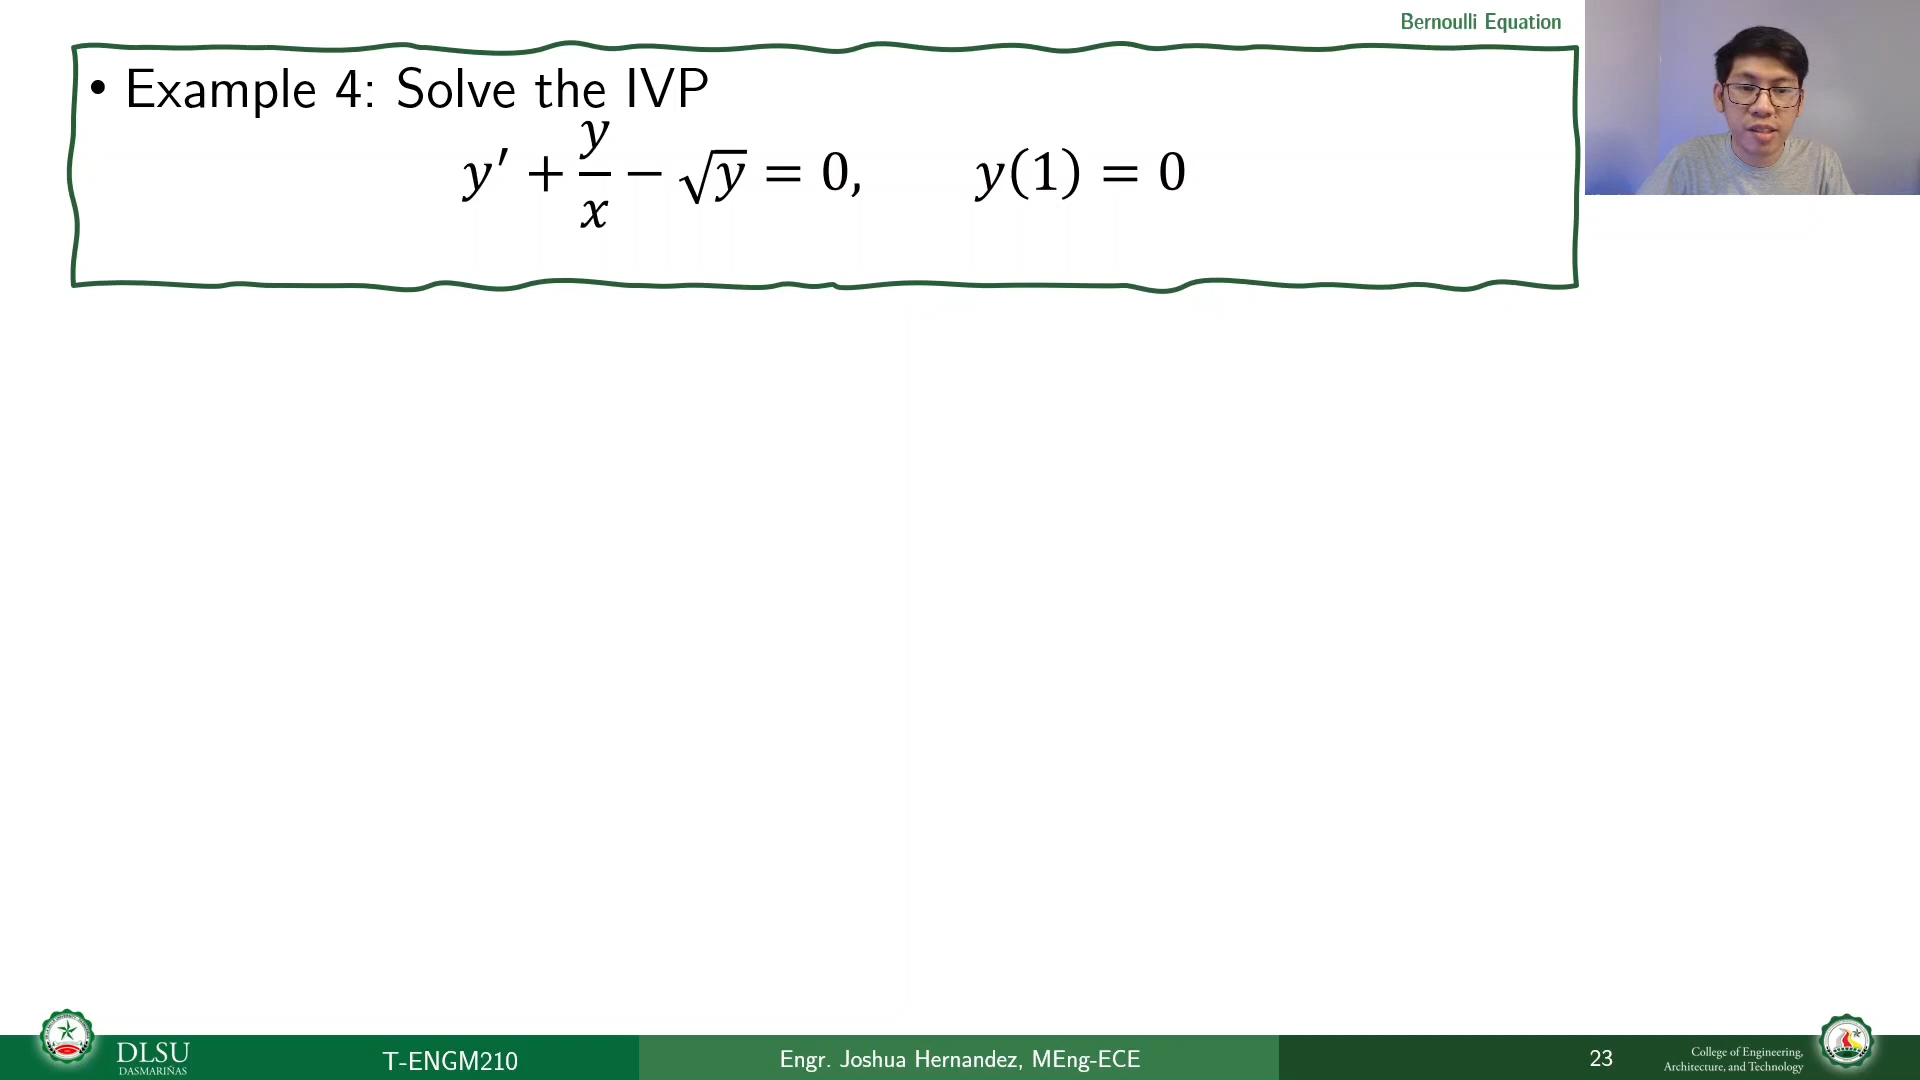 Bernoulli Equation
• Example 4: Solve the IVP
y′ + y/x − √y = 0, y(1) = 0
DLSU
DASMARIÑAS
T-ENGM210
Engr. Joshua Hernandez, MEng-ECE
23
College of Engineering,
Architecture, and Technology